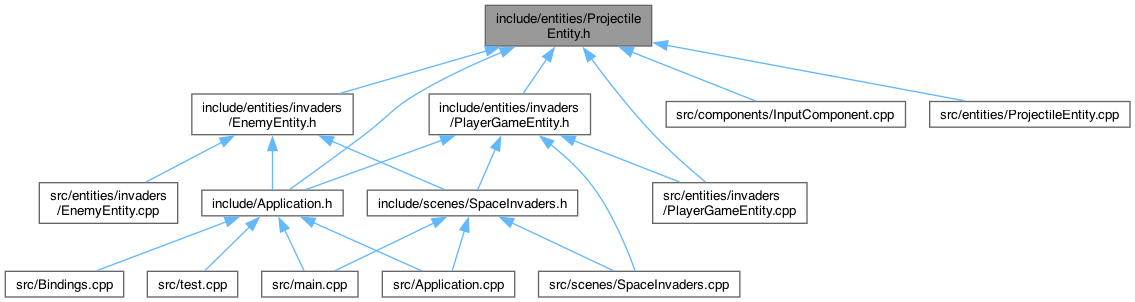 include/entities/Projectile
Entity.h
include/entities/invaders
/EnemyEntity.h
include/entities/invaders
/PlayerGameEntity.h
src/components/InputComponent.cpp
src/entities/ProjectileEntity.cpp
src/entities/invaders
/EnemyEntity.cpp
include/Application.h
include/scenes/SpaceInvaders.h
src/entities/invaders
/PlayerGameEntity.cpp
src/Bindings.cpp
src/test.cpp
src/main.cpp
src/Application.cpp
src/scenes/SpaceInvaders.cpp